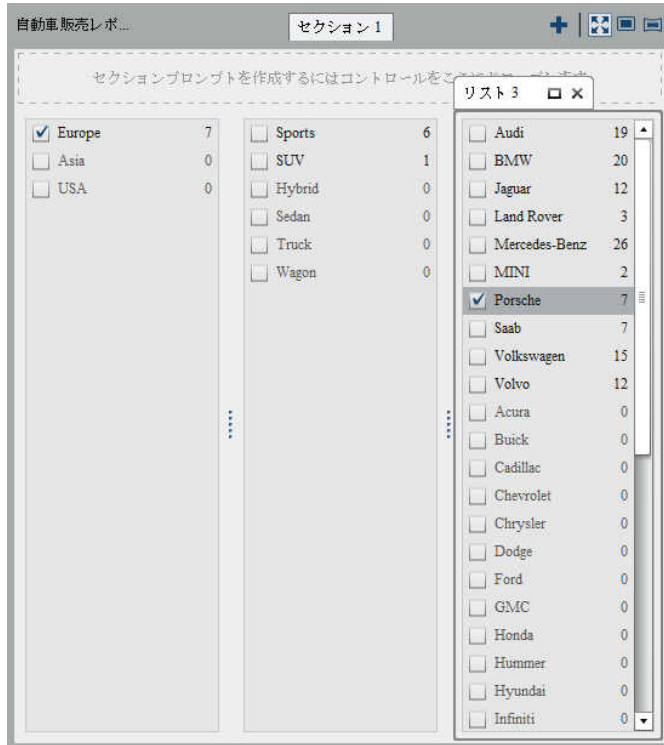 自動車販売レポ...
セクション 1
セクションプロンプトを作成するにはコントロールをここに
リスト 3
Europe 7
Asia 0
USA 0
Sports 6
SUV 1
Hybrid 0
Sedan 0
Truck 0
Wagon 0
Audi 19
BMW 20
Jaguar 12
Land Rover 3
Mercedes-Benz 26
MINI 2
Porsche 7
Saab 7
Volkswagen 15
Volvo 12
Acura 0
Buick 0
Cadillac 0
Chevrolet 0
Chrysler 0
Dodge 0
Ford 0
GMC 0
Honda 0
Hummer 0
Hyundai 0
Infiniti 0